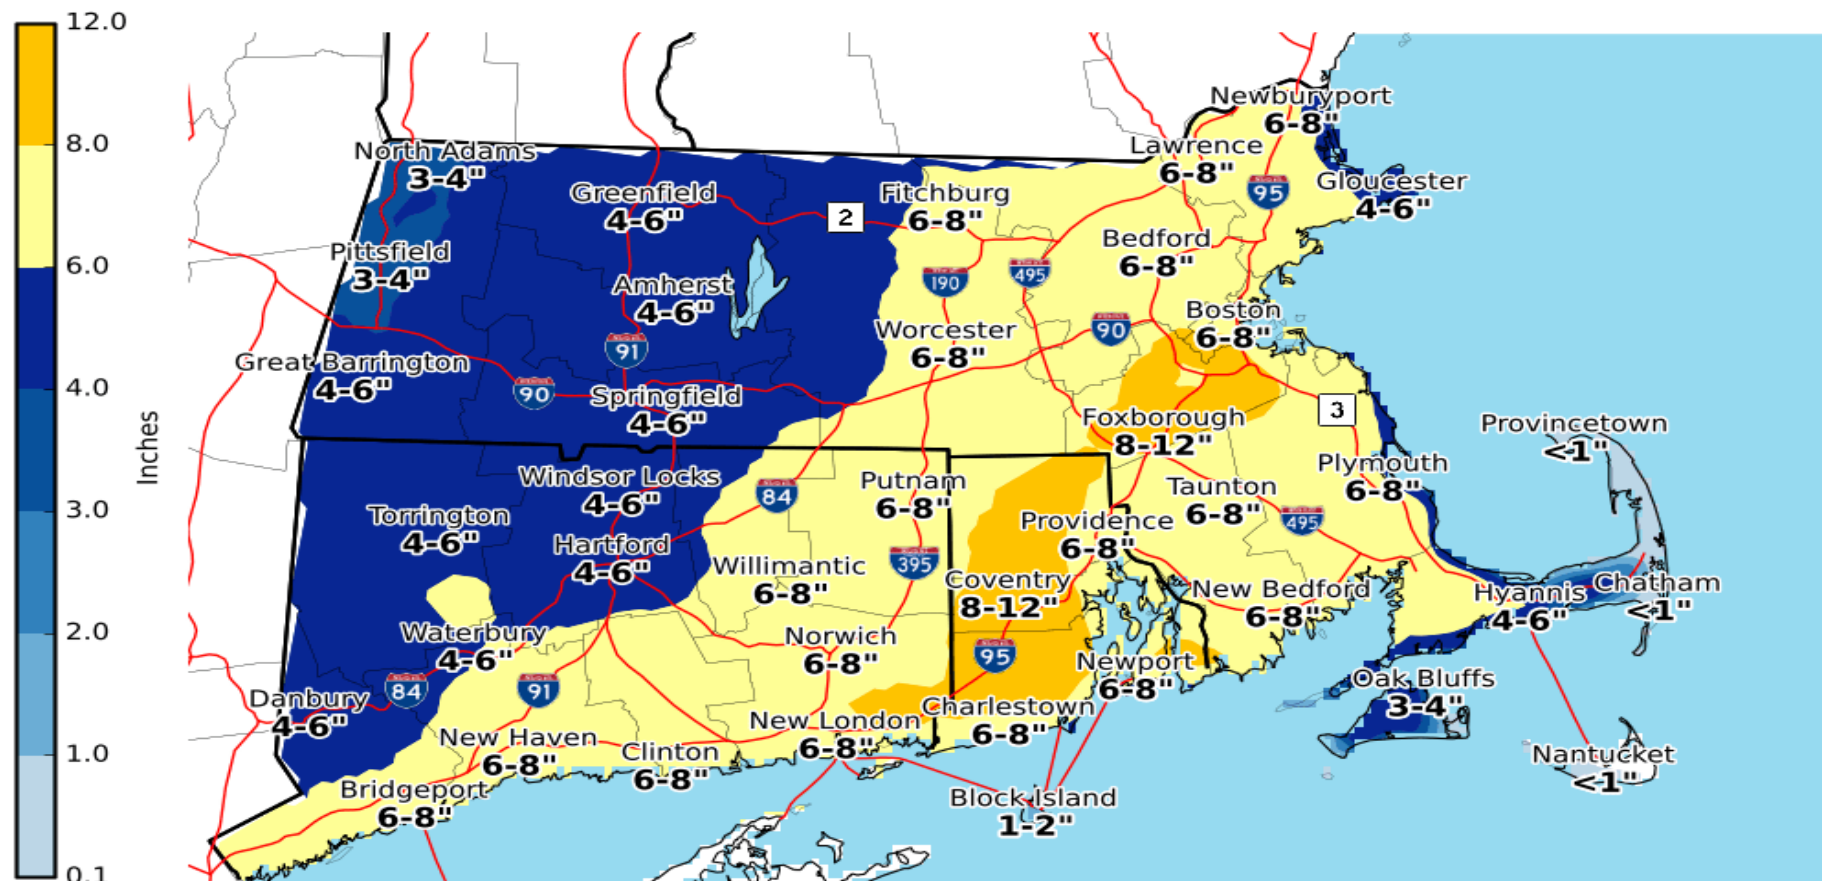 12.0
8.0
6.0
4.0
3.0
2.0
1.0
0.1
Inches
Newburyport
6-8"
Lawrence
6-8"
North Adams
3-4"
Greenfield
4-6"
2
Fitchburg
6-8"
95
Gloucester
4-6"
Pittsfield
3-4"
Bedford
6-8"
Amherst
4-6"
190
495
Boston
6-8"
Worcester
6-8"
90
91
Great Barrington
4-6"
90
Springfield
4-6"
Foxborough
8-12"
3
Provincetown
<1"
Windsor Locks
4-6"
84
Putnam
6-8"
Taunton
6-8"
Plymouth
6-8"
495
Torrington
4-6"
Providence
6-8"
Hartford
4-6"
Willimantic
6-8"
395
Coventry
8-12"
New Bedford
6-8"
Hyannis
4-6"
Chatham
<1"
Waterbury
4-6"
Norwich
6-8"
95
Newport
6-8"
Oak Bluffs
3-4"
Danbury
4-6"
84
91
New Haven
6-8"
Clinton
6-8"
New London
6-8"
Charlestown
6-8"
Nantucket
<1"
Bridgeport
6-8"
Block Island
1-2"